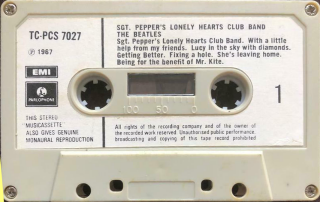 SGT. PEPPER'S LONELY HEARTS CLUB BAND
THE BEATLES
TC-PCS 7027
Ⓟ 1967
Sgt. Pepper's Lonely Hearts Club Band. With a little
help from my friends. Lucy in the sky with diamonds.
Getting Better. Fixing a hole. She's leaving home.
Being for the benefit of Mr. Kite.
EMI
PARLOPHONE
100 50 0
1
THIS STEREO
MUSICASSETTE
ALSO GIVES GENUINE
MONAURAL REPRODUCTION
All rights of the recording company and of the owner of
the recorded work reserved. Unauthorised public performance,
broadcasting and copying of this tape record prohibited